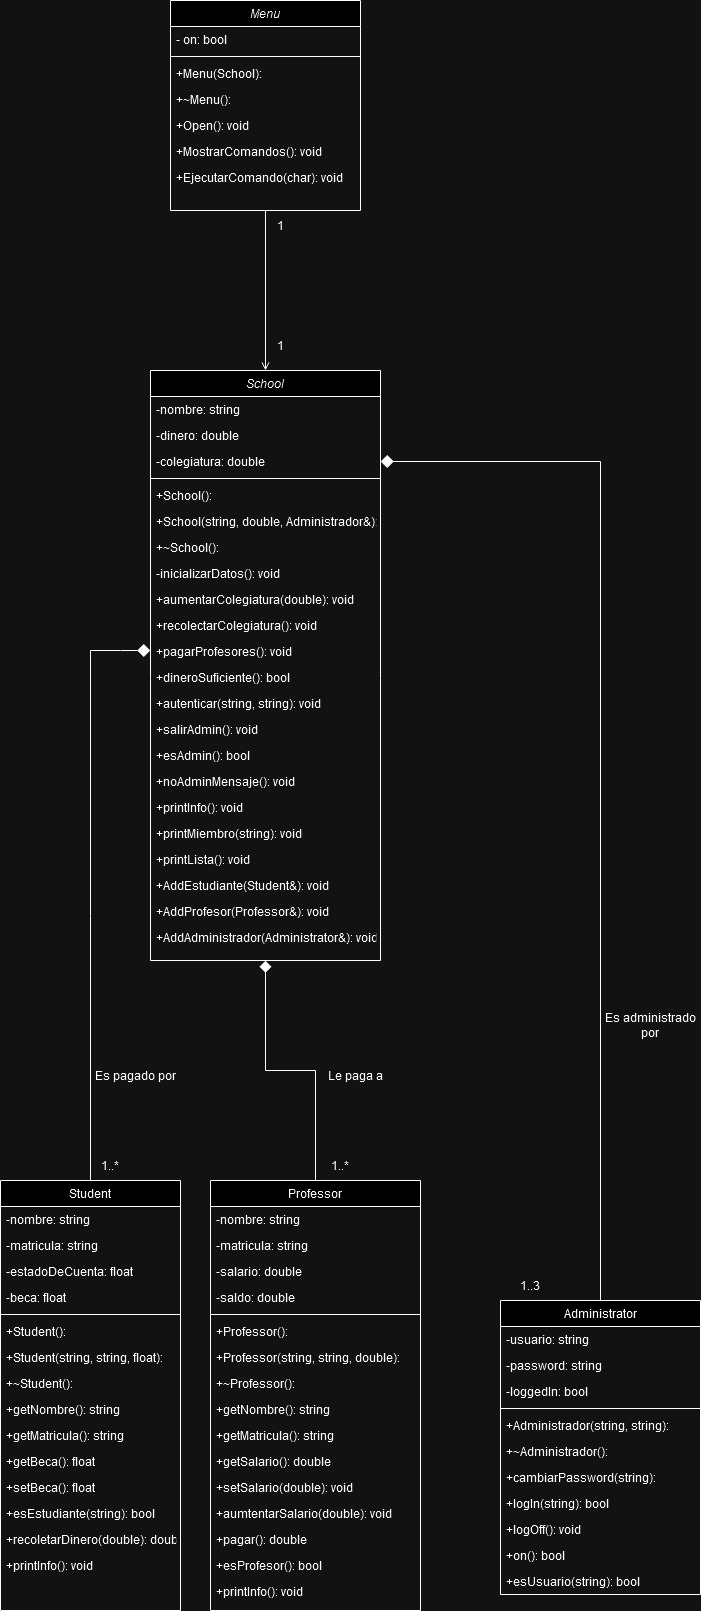 Menu
- on: bool
+Menu(School):
+~Menu():
+Open(): void
+MostrarComandos(): void
+EjecutarComando(char): void
1
1
School
-nombre: string
-dinero: double
-colegiatura: double
+School():
+School(string, double, Administrador&)
+~School():
-inicializarDatos(): void
+aumentarColegiatura(double): void
+recolectarColegiatura(): void
+pagarProfesores(): void
+dineroSuficiente(): bool
+autenticar(string, string): void
+salirAdmin(): void
+esAdmin(): bool
+noAdminMensaje(): void
+printInfo(): void
+printMiembro(string): void
+printLista(): void
+AddEstudiante(Student&): void
+AddProfesor(Professor&): void
+AddAdministrador(Administrator&): void
Es administrado
por
Es pagado por
Le paga a
1..*
1..*
1..3
Student
-nombre: string
-matricula: string
-estadoDeCuenta: float
-beca: float
+Student():
+Student(string, string, float):
+~Student():
+getNombre(): string
+getMatricula(): string
+getBeca(): float
+setBeca(): float
+esEstudiante(string): bool
+recoletarDinero(double): doub
+printInfo(): void
Professor
-nombre: string
-matricula: string
-salario: double
-saldo: double
+Professor():
+Professor(string, string, double):
+~Professor():
+getNombre(): string
+getMatricula(): string
+getSalario(): double
+setSalario(double): void
+aumtentarSalario(double): void
+pagar(): double
+esProfesor(): bool
+printInfo(): void
Administrator
-usuario: string
-password: string
-loggedIn: bool
+Administrador(string, string):
+~Administrador():
+cambiarPassword(string):
+logIn(string): bool
+logOff(): void
+on(): bool
+esUsuario(string): bool